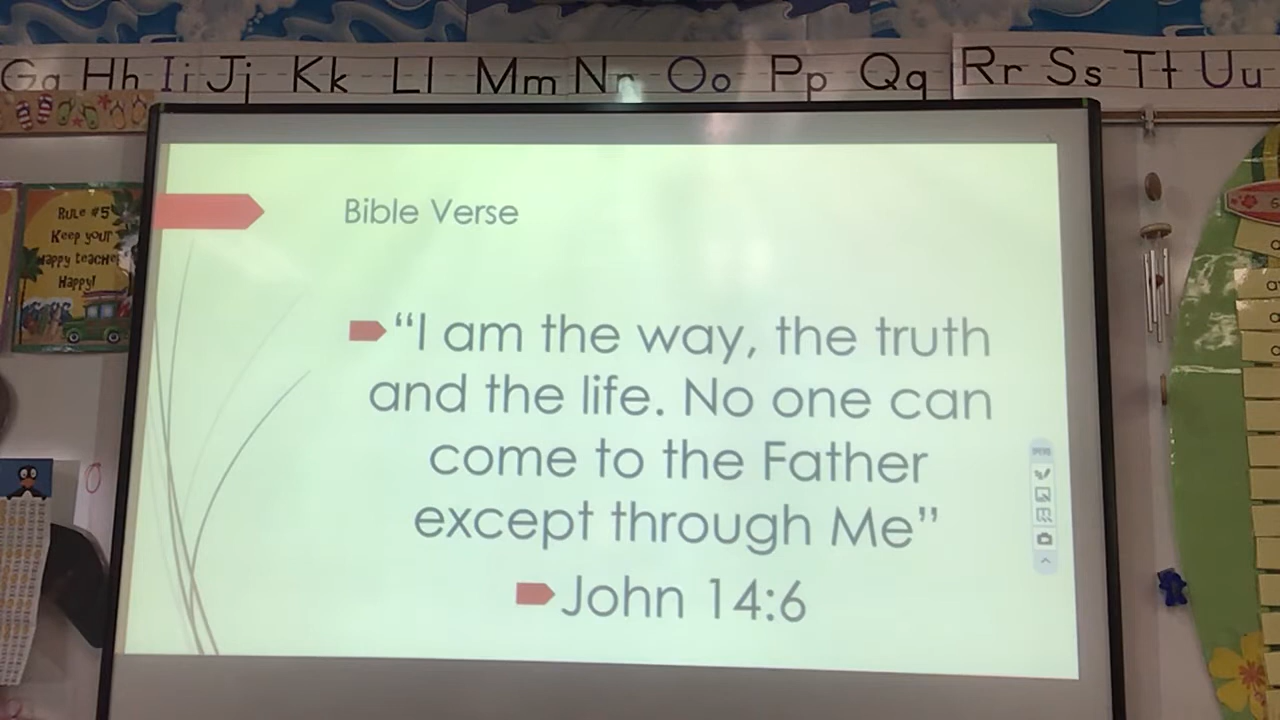 Gg Hh Ii Jj Kk Ll Mm Nn Oo Pp Qq Rr Ss Tt Uu
Rule #5
Keep your
Happy teacher
Happy!
Bible Verse
“I am the way, the truth
and the life. No one can
come to the Father
except through Me”
John 14:6